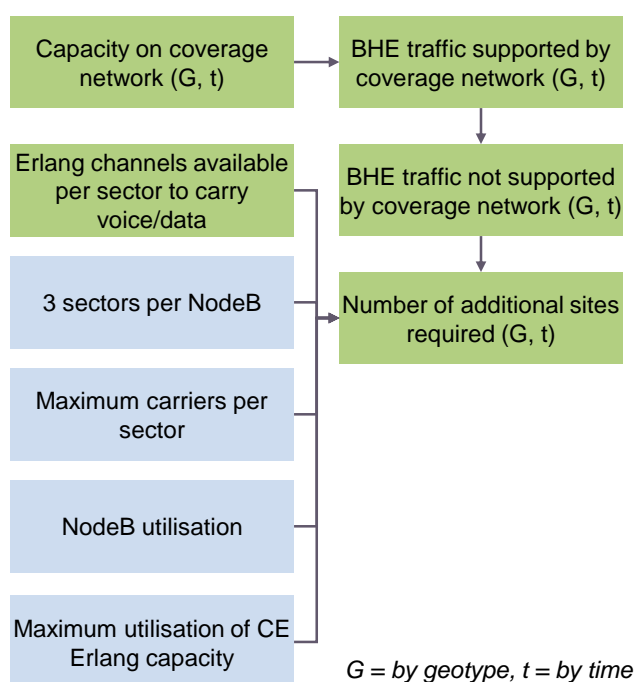 Capacity on coverage
network (G, t)
BHE traffic supported by
coverage network (G, t)
Erlang channels available
per sector to carry
voice/data
BHE traffic not supported
by coverage network (G, t)
3 sectors per NodeB
Number of additional sites
required (G, t)
Maximum carriers per
sector
NodeB utilisation
Maximum utilisation of CE
Erlang capacity
G = by geotype, t = by time